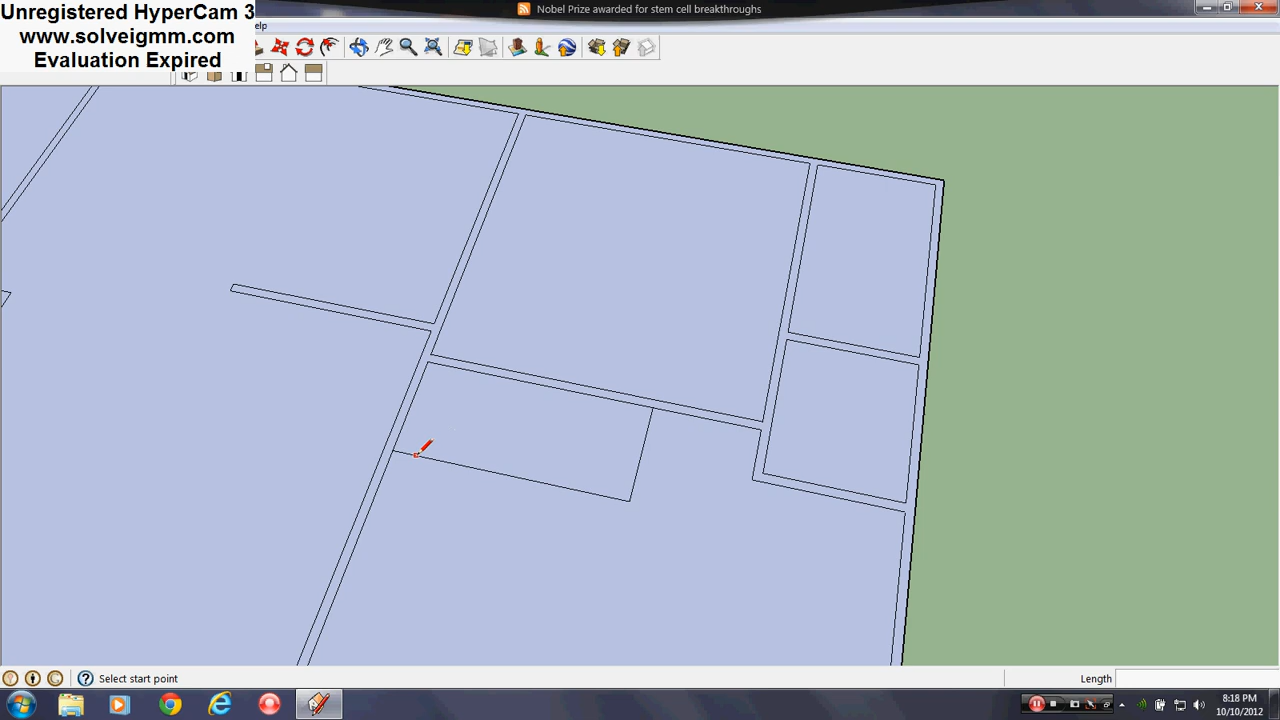 Unregistered HyperCam 3
www.solveigmm.com
Evaluation Expired
Nobel Prize awarded for stem cell breakthroughs
elp
Select start point
Length
8:18 PM
10/10/2012